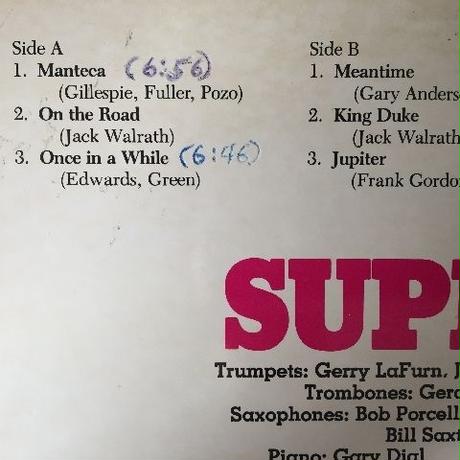 Side A
1. Manteca (6:56)
(Gillespie, Fuller, Pozo)
2. On the Road
(Jack Walrath)
3. Once in a While (6:46)
(Edwards, Green)
Side B
1. Meantime
(Gary Anders
2. King Duke
(Jack Walrath
3. Jupiter
(Frank Gordo
SUP
Trumpets: Gerry LaFurn, J
Trombones: Gera
Saxophones: Bob Porcell
Bill Saxt
Piano: Gary Dial